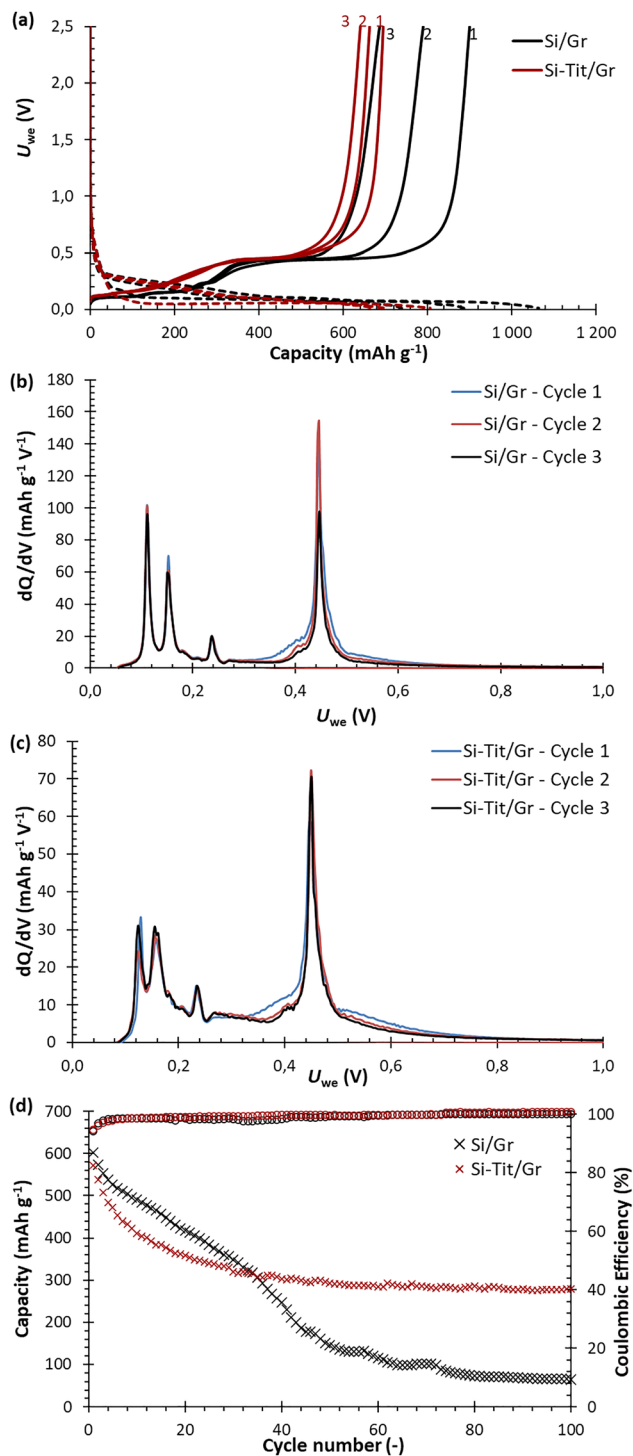 (a)
3 2 1
3 2 1
Si/Gr
Si-Tit/Gr
2,5
2,0
1,5
1,0
0,5
0,0
Uwe (V)
0 200 400 600 800 1 000 1 200
Capacity (mAh g-1)
(b)
180
160
140
120
100
80
60
40
20
0
dQ/dV (mAh g-1 V-1)
Si/Gr - Cycle 1
Si/Gr - Cycle 2
Si/Gr - Cycle 3
0,0 0,2 0,4 0,6 0,8 1,0
Uwe (V)
(c)
80
70
60
50
40
30
20
10
0
dQ/dV (mAh g-1 V-1)
Si-Tit/Gr - Cycle 1
Si-Tit/Gr - Cycle 2
Si-Tit/Gr - Cycle 3
0,0 0,2 0,4 0,6 0,8 1,0
Uwe (V)
(d)
700
600
500
400
300
200
100
0
Capacity (mAh g-1)
Si/Gr
Si-Tit/Gr
100
80
60
40
20
0
Coulombic Efficiency (%)
0 20 40 60 80 100
Cycle number (-)